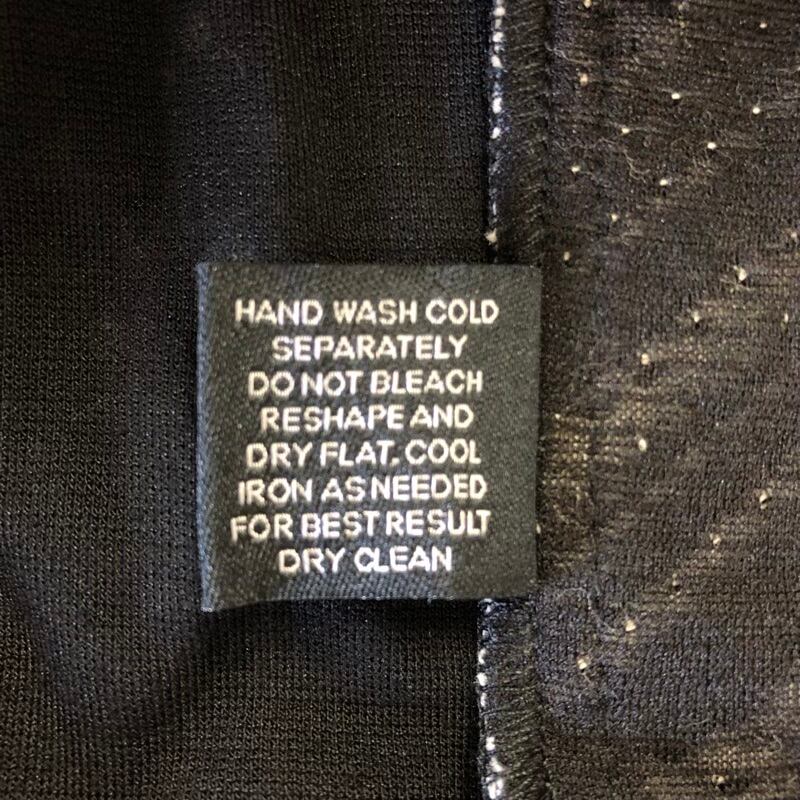 HAND WASH COLD
SEPARATELY
DO NOT BLEACH
RESHAPE AND
DRY FLAT, COOL
IRON AS NEEDED
FOR BEST RESULT
DRY CLEAN